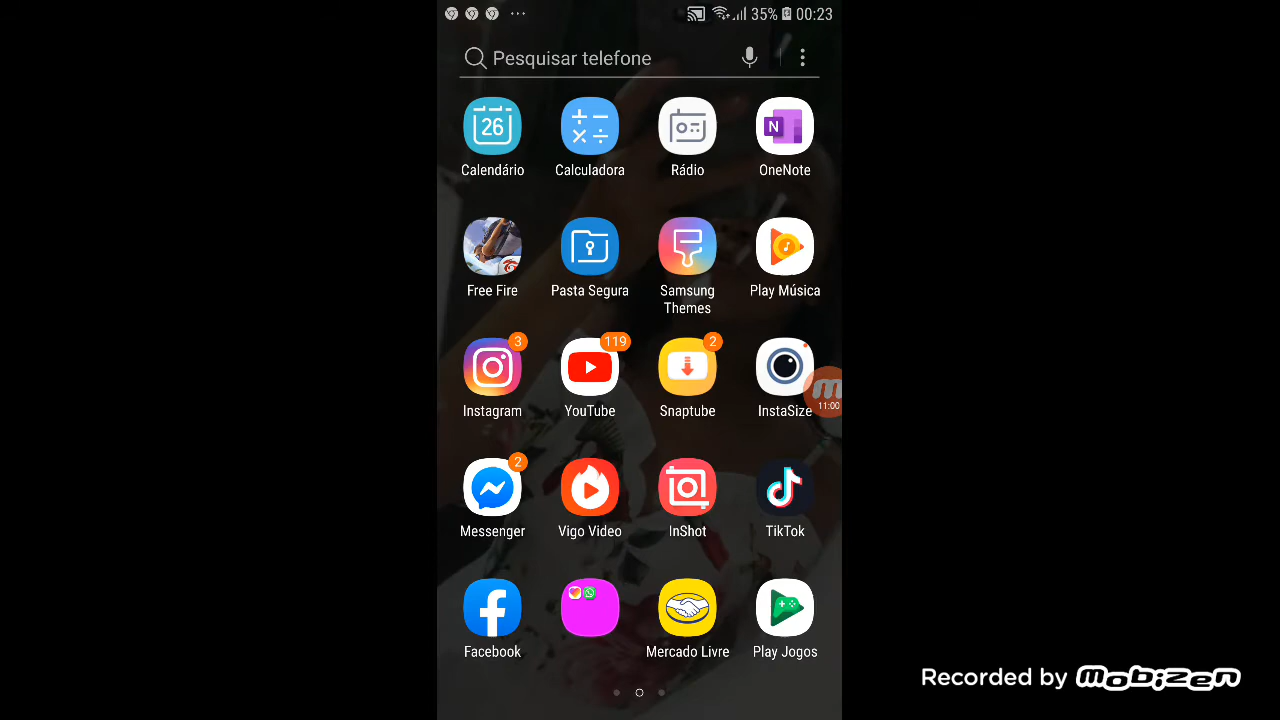 35% 00:23
Pesquisar telefone
26
Calendário Calculadora Rádio OneNote
N
Free Fire Pasta Segura Samsung Themes Play Música
3 119 2
Instagram YouTube Snaptube InstaSize
11:00
2
Messenger Vigo Video InShot TikTok
Facebook Mercado Livre Play Jogos
Recorded by mobizen